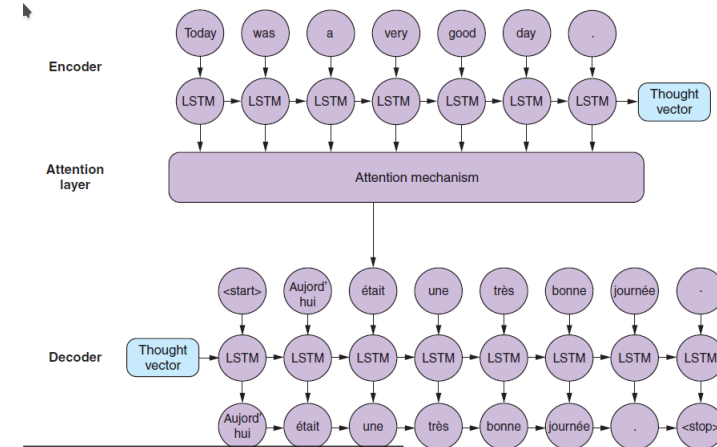 Today was a very good day .
Encoder
LSTM LSTM LSTM LSTM LSTM LSTM LSTM
Thought
vector
Attention
layer
Attention mechanism
<start> Aujord'
hui
était une très bonne journée .
Decoder
Thought
vector
LSTM LSTM LSTM LSTM LSTM LSTM LSTM LSTM
Aujord'
hui
était une très bonne journée . <stop>